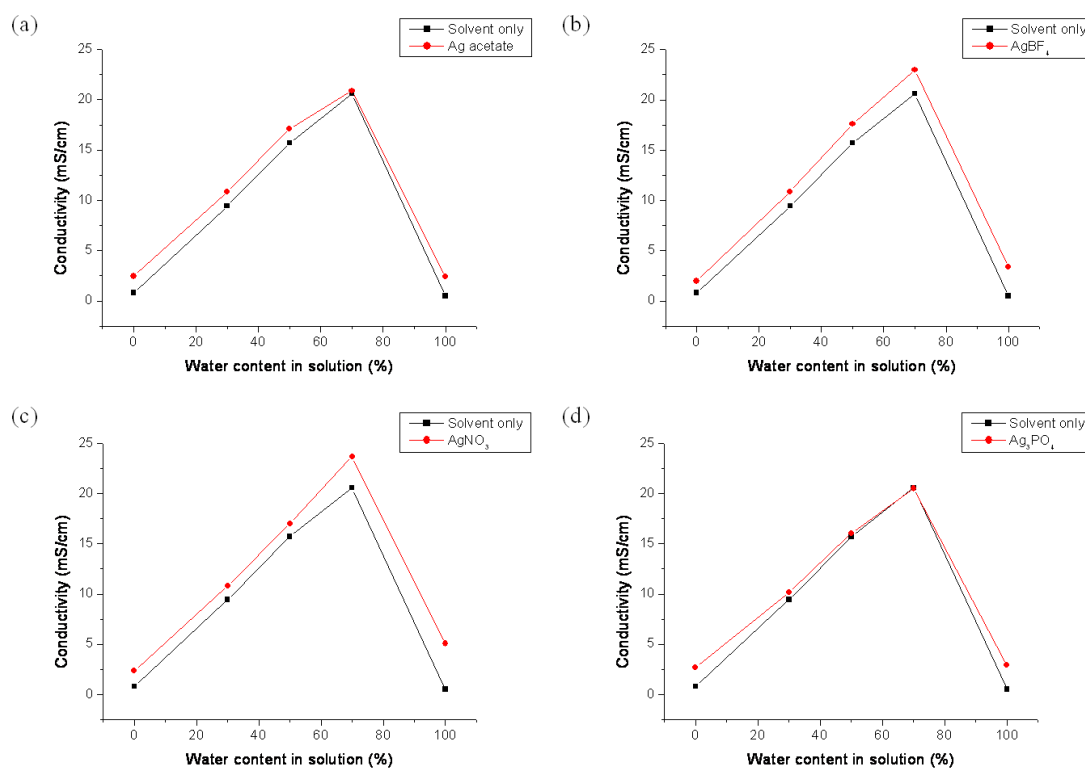 (a)
Solvent only
Ag acetate
25
20
15
10
5
0
Conductivity (mS/cm)
0 20 40 60 80 100
Water content in solution (%)
(b)
Solvent only
AgBF₄
25
20
15
10
5
0
Conductivity (mS/cm)
0 20 40 60 80 100
Water content in solution (%)
(c)
Solvent only
AgNO₃
25
20
15
10
5
0
Conductivity (mS/cm)
0 20 40 60 80 100
Water content in solution (%)
(d)
Solvent only
Ag₃PO₄
25
20
15
10
5
0
Conductivity (mS/cm)
0 20 40 60 80 100
Water content in solution (%)